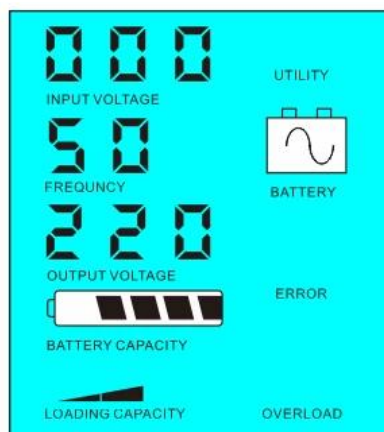 000
UTILITY
INPUT VOLTAGE
50
FREQUNCY
BATTERY
220
OUTPUT VOLTAGE
ERROR
BATTERY CAPACITY
LOADING CAPACITY
OVERLOAD